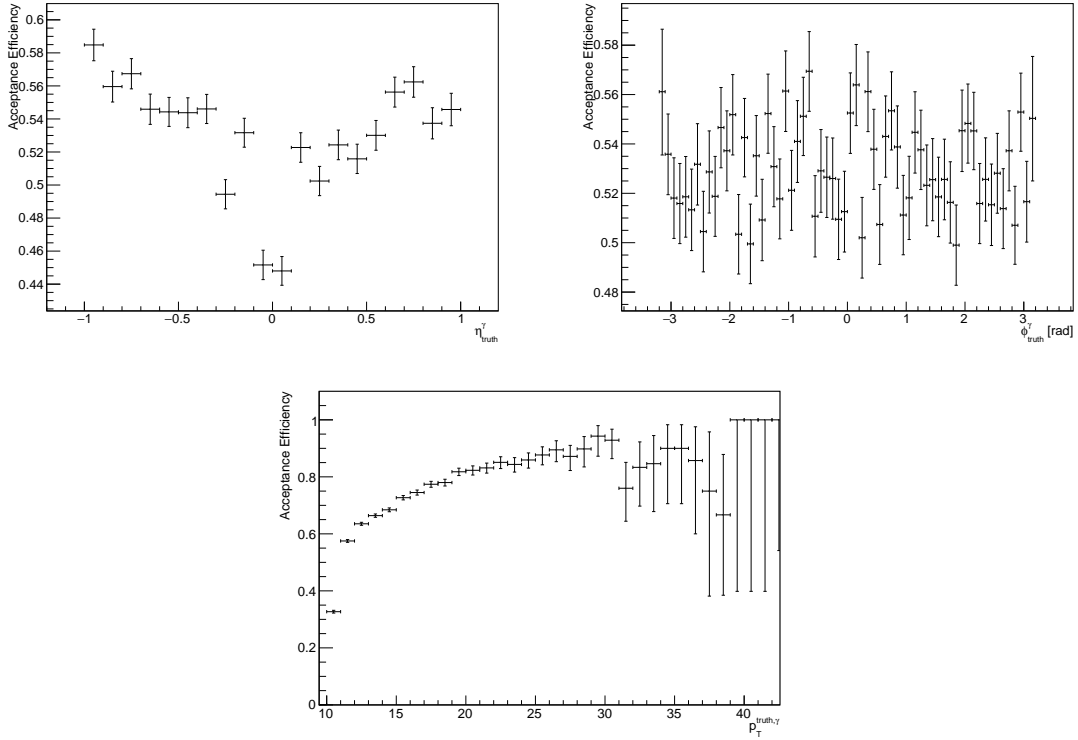 Acceptance Efficiency
0.6
0.58
0.56
0.54
0.52
0.5
0.48
0.46
0.44
−1 −0.5 0 0.5 1
η^γ_truth
Acceptance Efficiency
0.58
0.56
0.54
0.52
0.5
0.48
−3 −2 −1 0 1 2 3
ϕ^γ_truth [rad]
Acceptance Efficiency
1
0.8
0.6
0.4
0.2
0
10 15 20 25 30 35 40
p_T^truth,γ